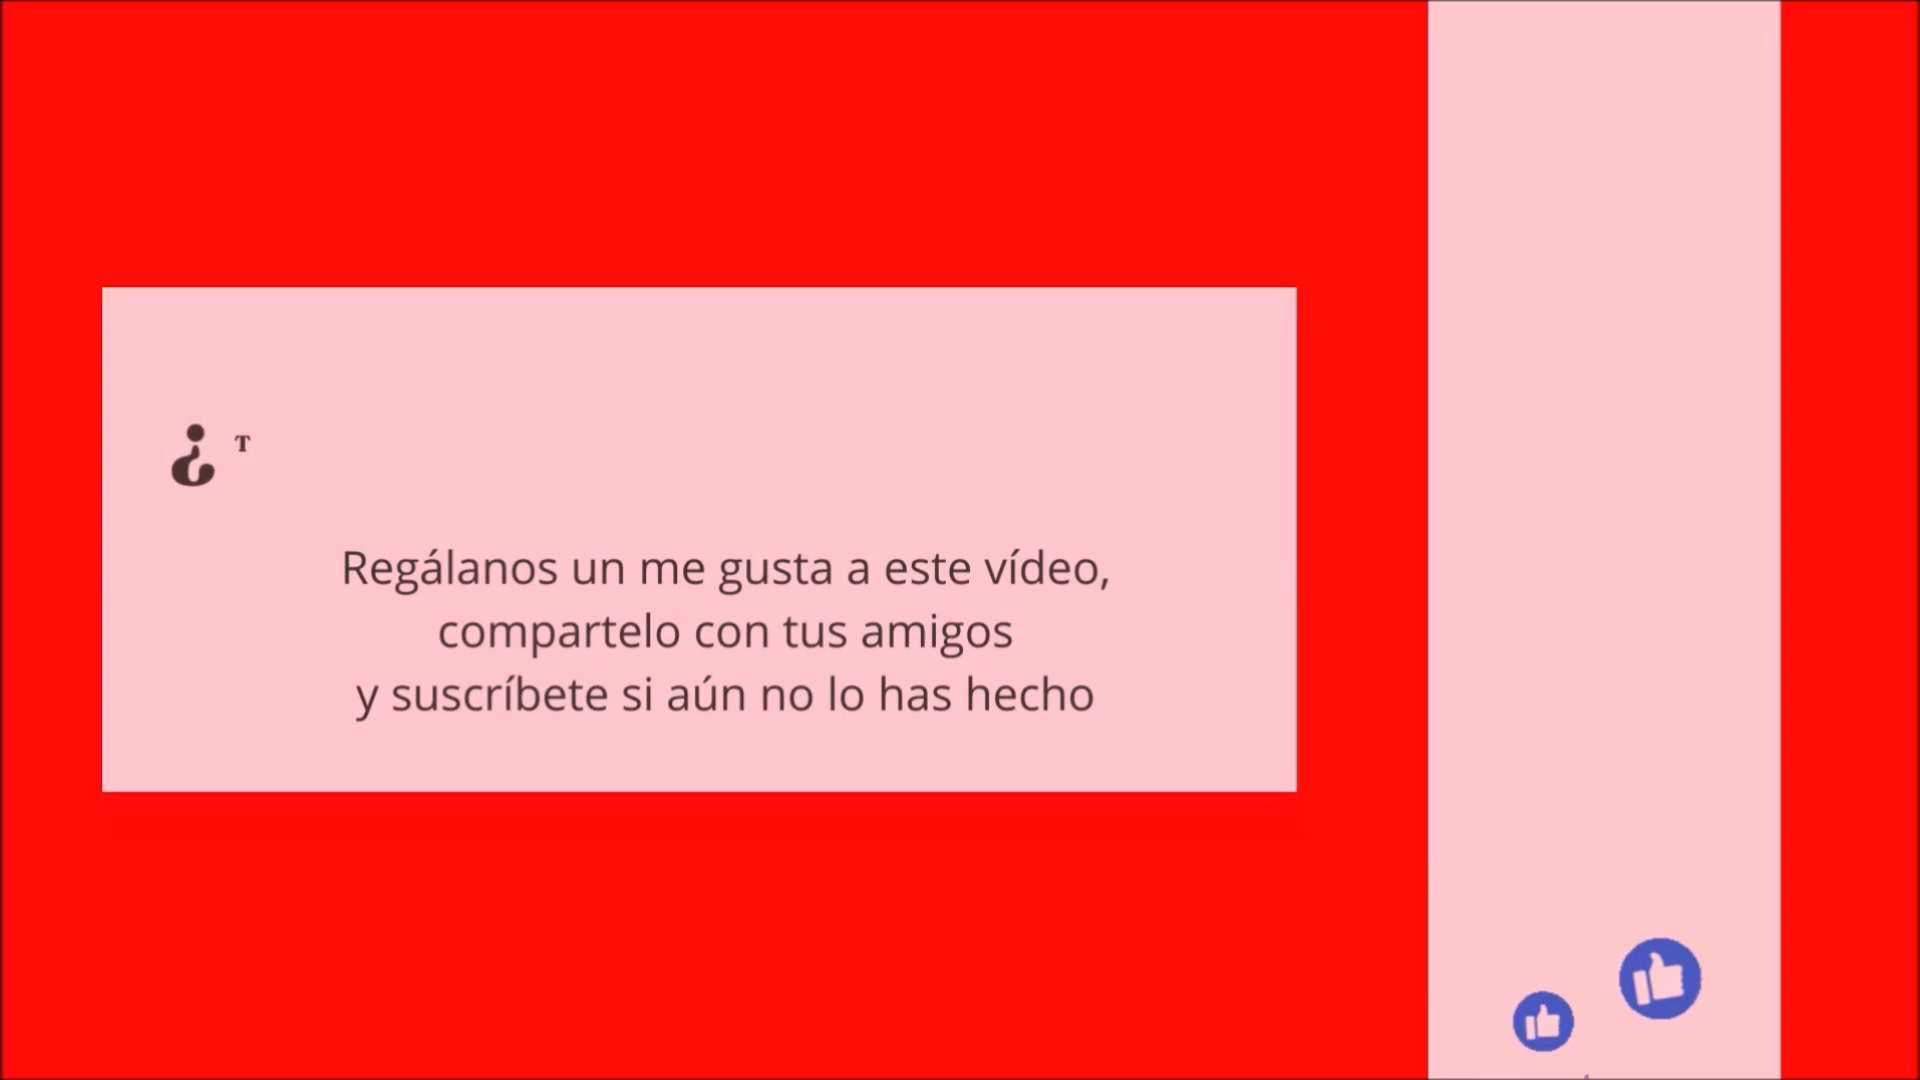 ¿ T
Regálanos un me gusta a este vídeo,
compartelo con tus amigos
y suscríbete si aún no lo has hecho